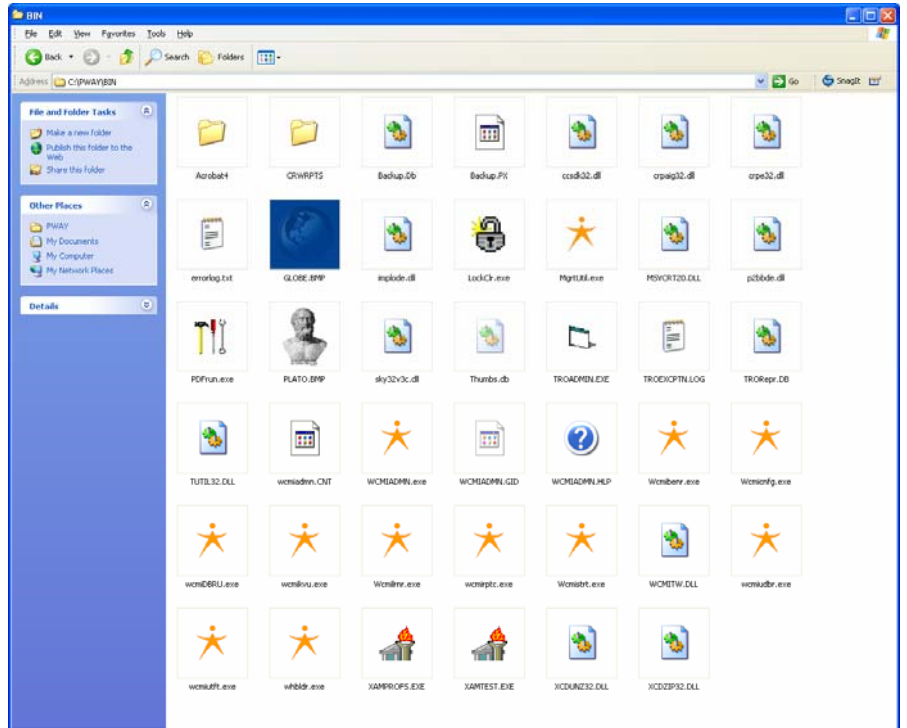 BIN
File Edit View Favorites Tools Help
Back Search Folders
Address C:\PWAY\BIN Go SnagIt
File and Folder Tasks
Make a new folder
Publish this folder to the
Web
Share this folder
Other Places
PWAY
My Documents
My Computer
My Network Places
Details
Acrobat4 CRWRPTS Backup.Db Backup.PX ccsdk32.dll crpaig32.dll crpe32.dll
errorlog.txt GLOBE.BMP implode.dll LockClr.exe MgrtUtil.exe MSVCRT20.DLL p2bbde.dll
PDFrun.exe PLATO.BMP sky32v3c.dll Thumbs.db TROADMIN.EXE TROEXCPTN.LOG TRORepr.DB
TUTIL32.DLL wcmiadmn.CNT WCMIADMN.exe WCMIADMN.GID WCMIADMN.HLP Wcmibenr.exe Wcmicnfg.exe
wcmiDBRU.exe wcmikvu.exe Wcmilmr.exe wcmirptc.exe Wcmistrt.exe WCMITW.DLL wcmiudbr.exe
wcmiutft.exe whbldr.exe XAMPROFS.EXE XAMTEST.EXE XCDUNZ32.DLL XCDZIP32.DLL